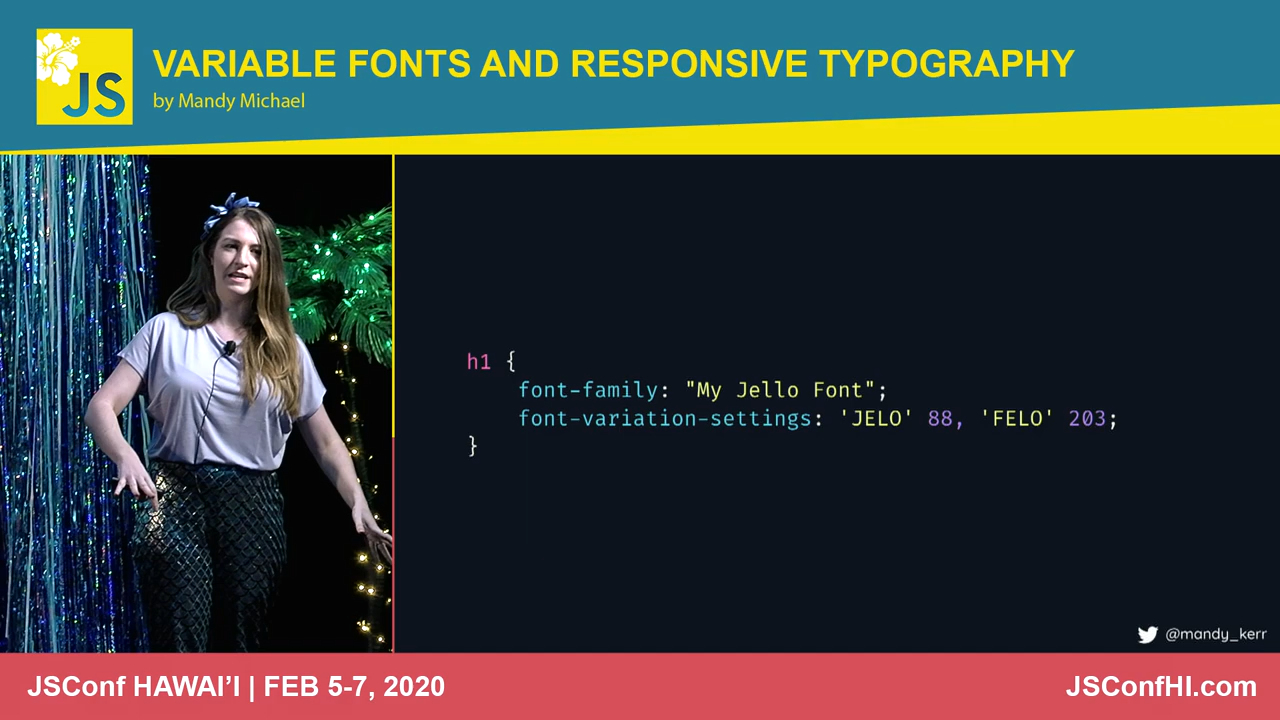 JS
VARIABLE FONTS AND RESPONSIVE TYPOGRAPHY
by Mandy Michael
h1 {
font-family: "My Jello Font";
font-variation-settings: 'JELO' 88, 'FELO' 203;
}
@mandy_kerr
JSConf HAWAI’I | FEB 5-7, 2020
JSConfHI.com